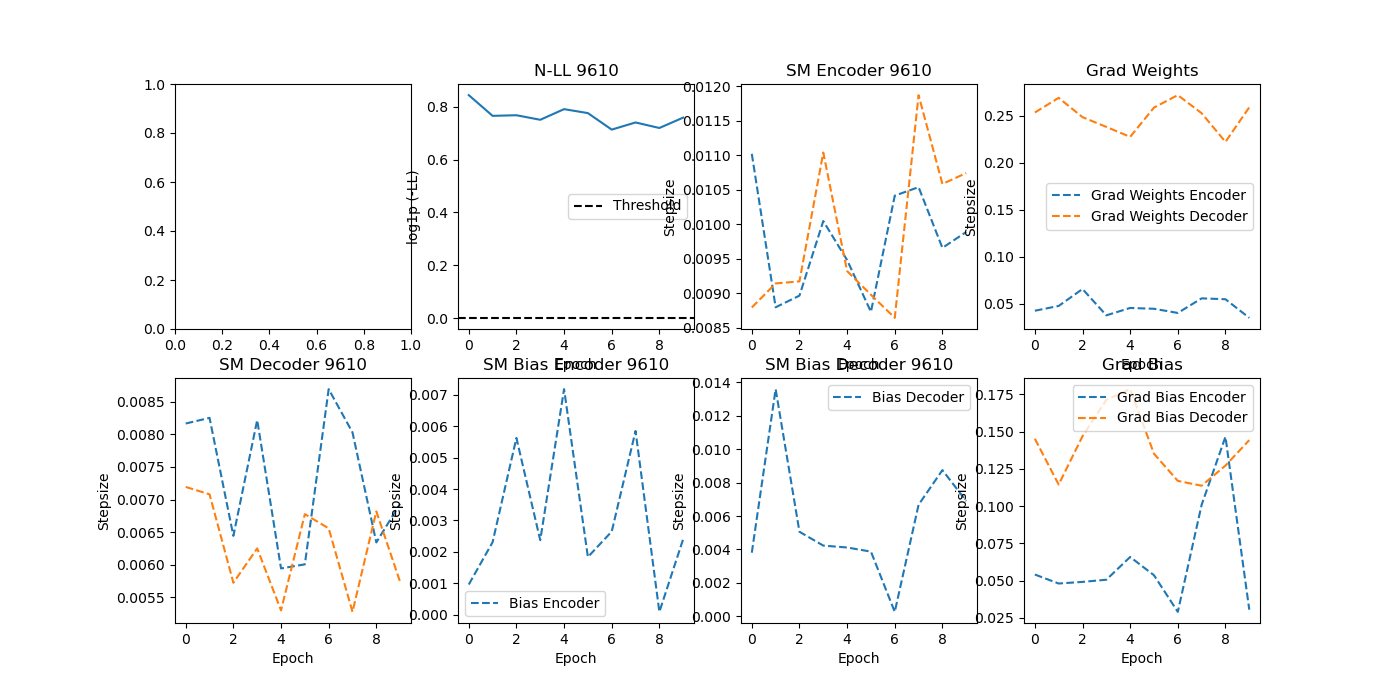 N-LL 9610
SM Encoder 9610
Grad Weights
1.0
0.8
0.6
0.4
0.2
0.0
0.0 0.2 0.4 0.6 0.8 1.0
log1p (-LL)
0.8
0.6
0.4
0.2
0.0
Threshold
0 2 4 6 8
Epoch
Stepsize
0.0120
0.0115
0.0110
0.0105
0.0100
0.0095
0.0090
0.0085
0 2 4 6 8
Epoch
Stepsize
0.25
0.20
0.15
0.10
0.05
Grad Weights Encoder
Grad Weights Decoder
0 2 4 6 8
Epoch
SM Decoder 9610
SM Bias Encoder 9610
SM Bias Decoder 9610
Grad Bias
Stepsize
0.0085
0.0080
0.0075
0.0070
0.0065
0.0060
0.0055
0 2 4 6 8
Epoch
Stepsize
0.007
0.006
0.005
0.004
0.003
0.002
0.001
0.000
Bias Encoder
0 2 4 6 8
Epoch
Stepsize
0.014
0.012
0.010
0.008
0.006
0.004
0.002
0.000
Bias Decoder
0 2 4 6 8
Epoch
Stepsize
0.175
0.150
0.125
0.100
0.075
0.050
0.025
Grad Bias Encoder
Grad Bias Decoder
0 2 4 6 8
Epoch